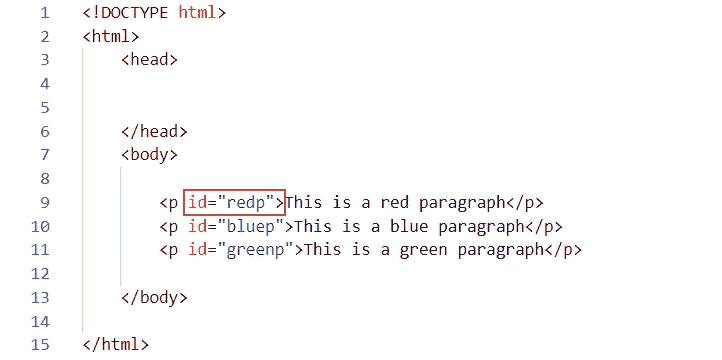 1 <!DOCTYPE html>
2 <html>
3 <head>
4
5
6 </head>
7 <body>
8
9 <p id="redp">This is a red paragraph</p>
10 <p id="bluep">This is a blue paragraph</p>
11 <p id="greenp">This is a green paragraph</p>
12
13 </body>
14
15 </html>